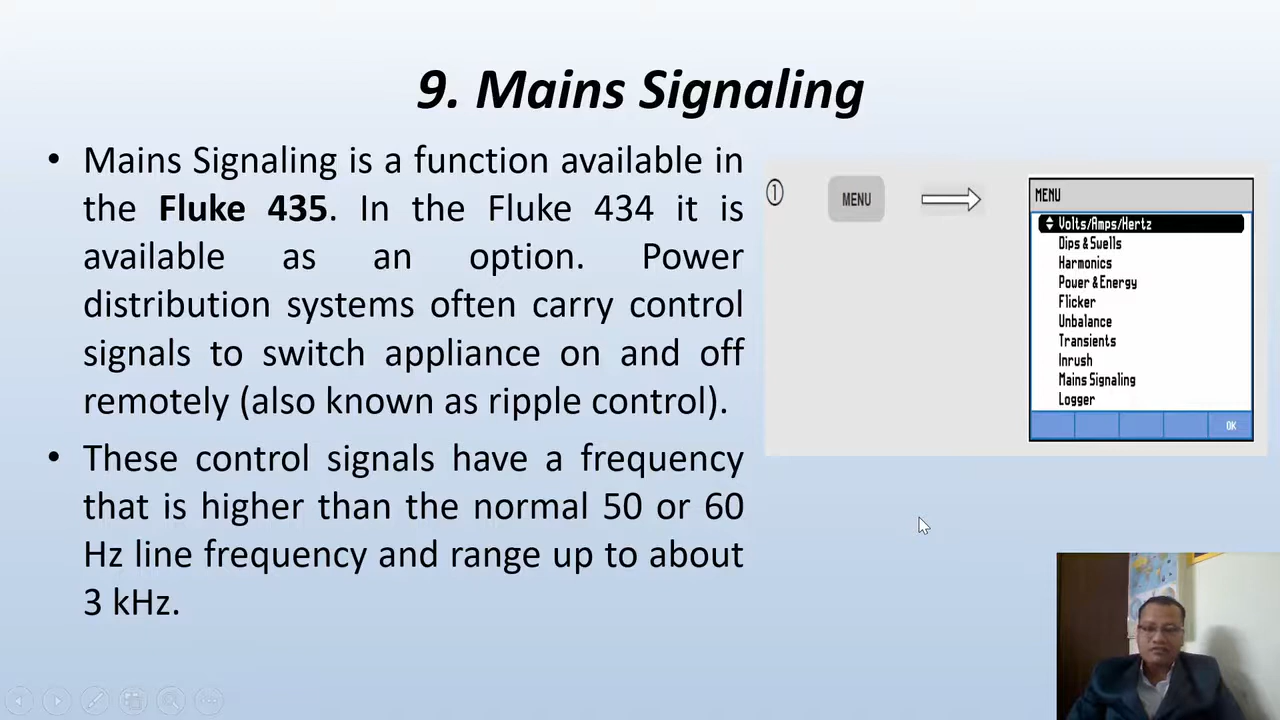 9. Mains Signaling
• Mains Signaling is a function available in
the Fluke 435. In the Fluke 434 it is
available as an option. Power
distribution systems often carry control
signals to switch appliance on and off
remotely (also known as ripple control).
• These control signals have a frequency
that is higher than the normal 50 or 60
Hz line frequency and range up to about
3 kHz.
①
MENU
MENU
Volts/Amps/Hertz
Dips & Swells
Harmonics
Power & Energy
Flicker
Unbalance
Transients
Inrush
Mains Signaling
Logger
OK